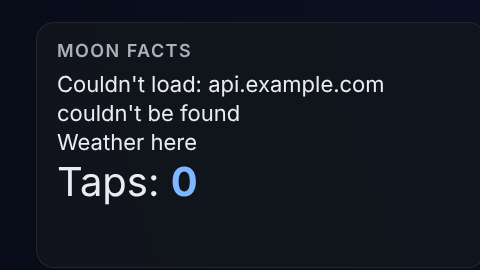 MOON FACTS
Couldn't load: api.example.com
couldn't be found
Weather here
Taps: 0